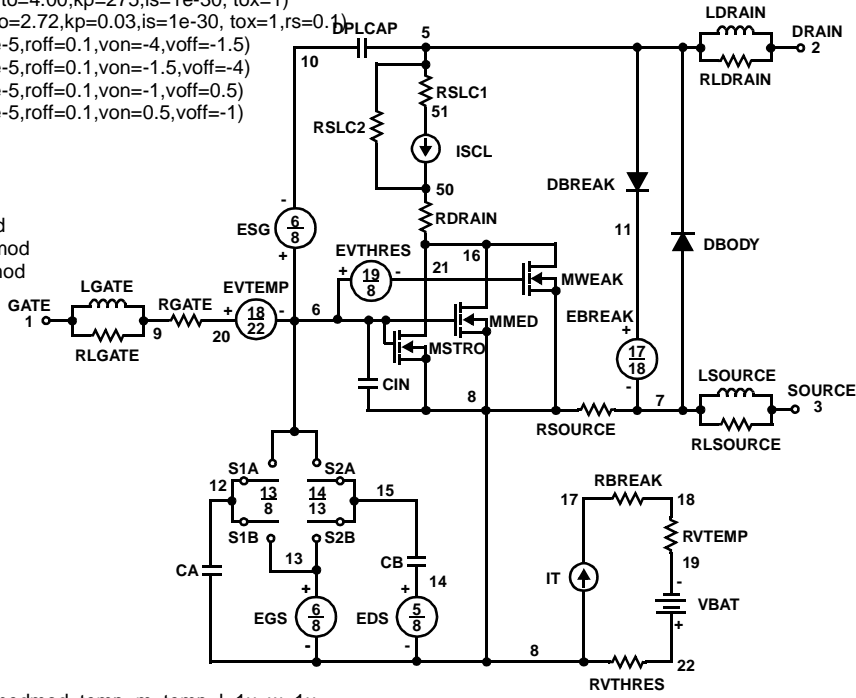 to=4.00,kp=275,is=1e-30, tox=1)
o=2.72,kp=0.03,is=1e-30, tox=1,rs=0.1)
e-5,roff=0.1,von=-4,voff=-1.5)
e-5,roff=0.1,von=-1.5,voff=-4)
e-5,roff=0.1,von=-1,voff=0.5)
e-5,roff=0.1,von=0.5,voff=-1)
DPLCAP
5
10
LDRAIN
DRAIN
2
RLDRAIN
RSLC1
51
RSLC2
ISCL
50
DBREAK
RDRAIN
ESG
-
6
8
+
11
DBODY
EVTHRES
+
19
8
-
21
16
MWEAK
LGATE
GATE
1
RLGATE
9
RGATE
20
EVTEMP
+
18
22
-
6
MMED
MSTRO
EBREAK
+
17
18
-
CIN
8
RSOURCE
7
LSOURCE
SOURCE
3
RLSOURCE
12
S1A
S2A
13
8
14
13
15
S1B
S2B
13
CA
CB
14
EGS
+
6
8
-
EDS
+
5
8
-
RBREAK
17
18
RVTEMP
19
IT
-
VBAT
+
8
22
RVTHRES